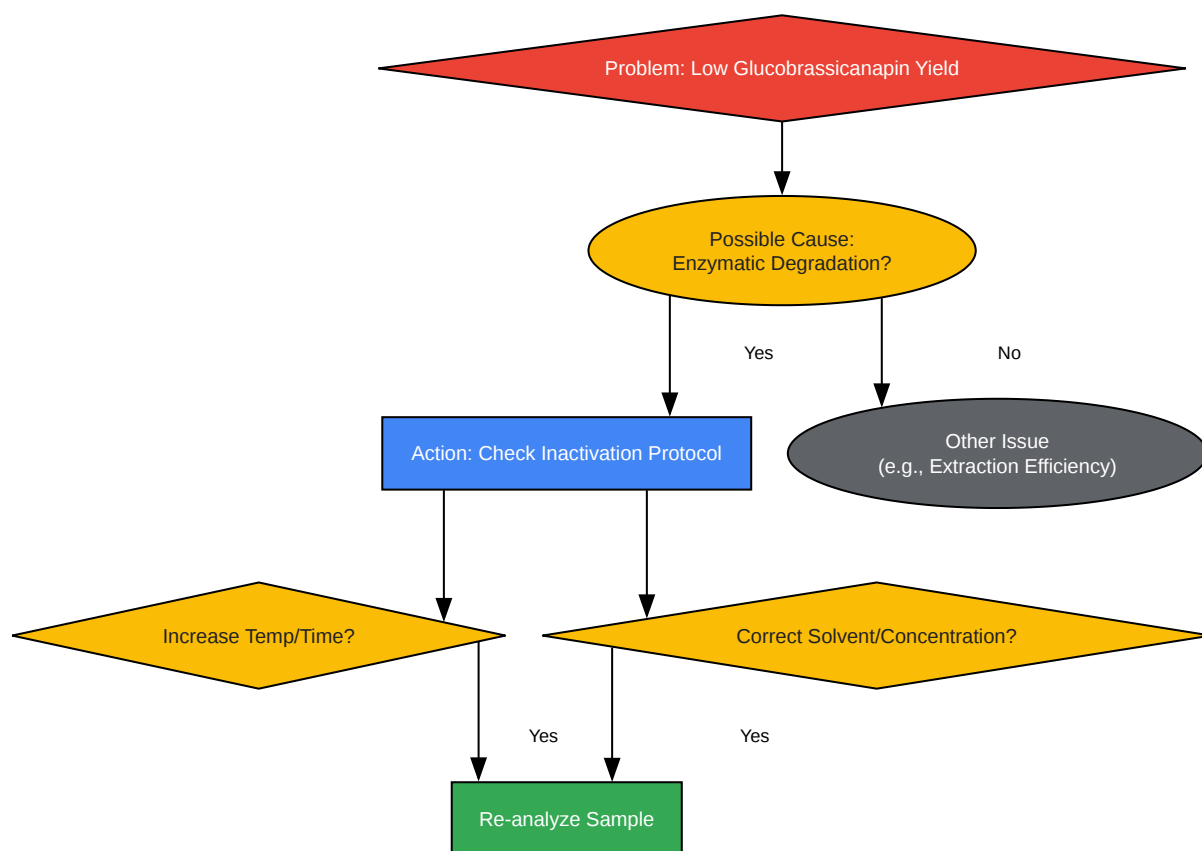 Problem: Low Glucobrassicanapin Yield
Possible Cause:
Enzymatic Degradation?
Yes
No
Action: Check Inactivation Protocol
Other Issue
(e.g., Extraction Efficiency)
Increase Temp/Time?
Correct Solvent/Concentration?
Yes
Yes
Re-analyze Sample